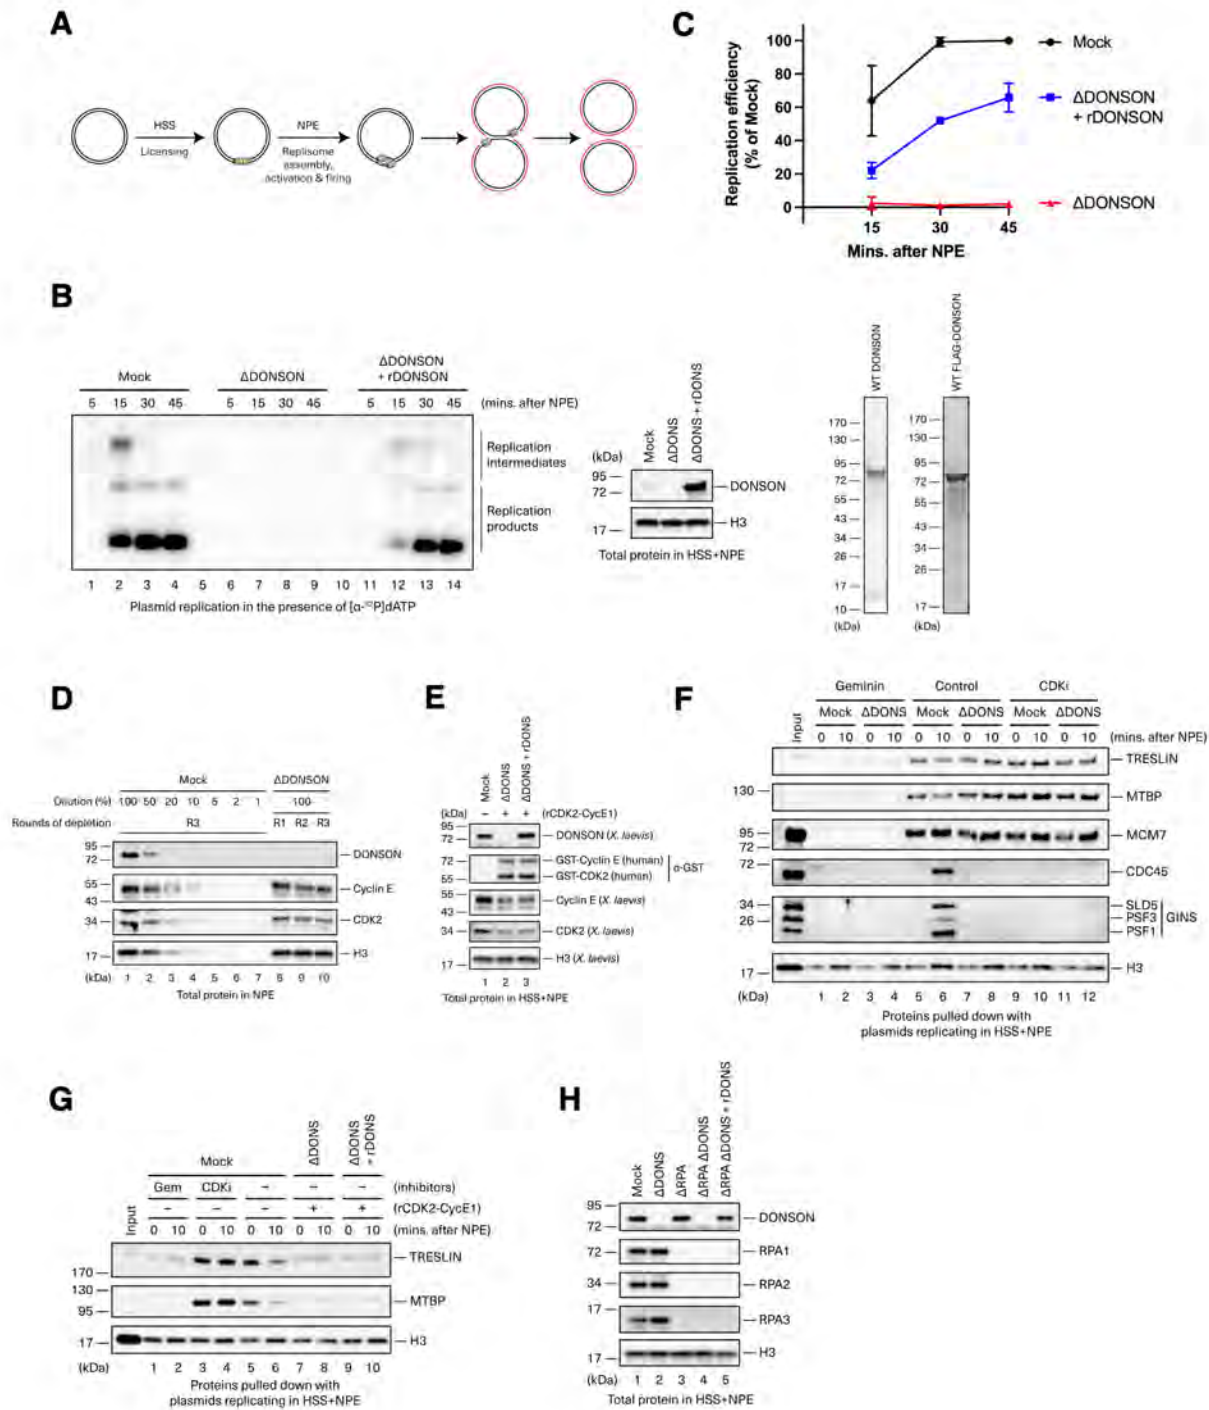 A
HSS
Licensing
NPE
Replisome
assembly,
activation & firing
C
Replication efficiency
(% of Mock)
100
80
60
40
20
0
15 30 45
Mins. after NPE
Mock
ΔDONSON
+ rDONSON
ΔDONSON
B
Mock ΔDONSON ΔDONSON
+ rDONSON
5 15 30 45 5 15 30 45 5 15 30 45 (mins. after NPE)
Replication
intermediates
Replication
products
1 2 3 4 5 6 7 8 9 10 11 12 13 14
Plasmid replication in the presence of [α-³²P]dATP
Mock ΔDONS ΔDONS + rDONS
(kDa)
95
72
DONSON
17
H3
Total protein in HSS+NPE
WT DONSON
170
130
95
72
55
43
34
26
17
10
(kDa)
WT FLAG-DONSON
170
130
95
72
55
43
34
26
17
(kDa)
D
Mock ΔDONSON
Dilution (%) 100 50 20 10 5 2 1 100
Rounds of depletion R3 R1 R2 R3
95
72
DONSON
55
43
Cyclin E
34
CDK2
17
H3
(kDa) 1 2 3 4 5 6 7 8 9 10
Total protein in NPE
E
Mock ΔDONS ΔDONS + rDONS
(kDa) – + + (rCDK2-CycE1)
95
72
DONSON (X. laevis)
72
55
GST-Cyclin E (human)
GST-CDK2 (human)
α-GST
55
43
Cyclin E (X. laevis)
34
CDK2 (X. laevis)
17
H3 (X. laevis)
1 2 3
Total protein in HSS+NPE
F
Geminin Control CDKi
Input Mock ΔDONS Mock ΔDONS Mock ΔDONS
0 10 0 10 0 10 0 10 0 10 0 10 (mins. after NPE)
TRESLIN
130
MTBP
95
72
MCM7
72
CDC45
34
26
SLD5
PSF3
PSF1
GINS
17
H3
(kDa) 1 2 3 4 5 6 7 8 9 10 11 12
Proteins pulled down with
plasmids replicating in HSS+NPE
G
Mock ΔDONS ΔDONS + rDONS
Gem CDKi – – – (inhibitors)
– – – + + (rCDK2-CycE1)
Input 0 10 0 10 0 10 0 10 0 10 (mins. after NPE)
170
TRESLIN
130
95
MTBP
17
H3
(kDa) 1 2 3 4 5 6 7 8 9 10
Proteins pulled down with
plasmids replicating in HSS+NPE
H
Mock ΔDONS ΔRPA ΔRPA ΔDONS ΔRPA ΔDONS + rDONS
95
72
DONSON
72
RPA1
34
RPA2
17
RPA3
17
H3
(kDa) 1 2 3 4 5
Total protein in HSS+NPE